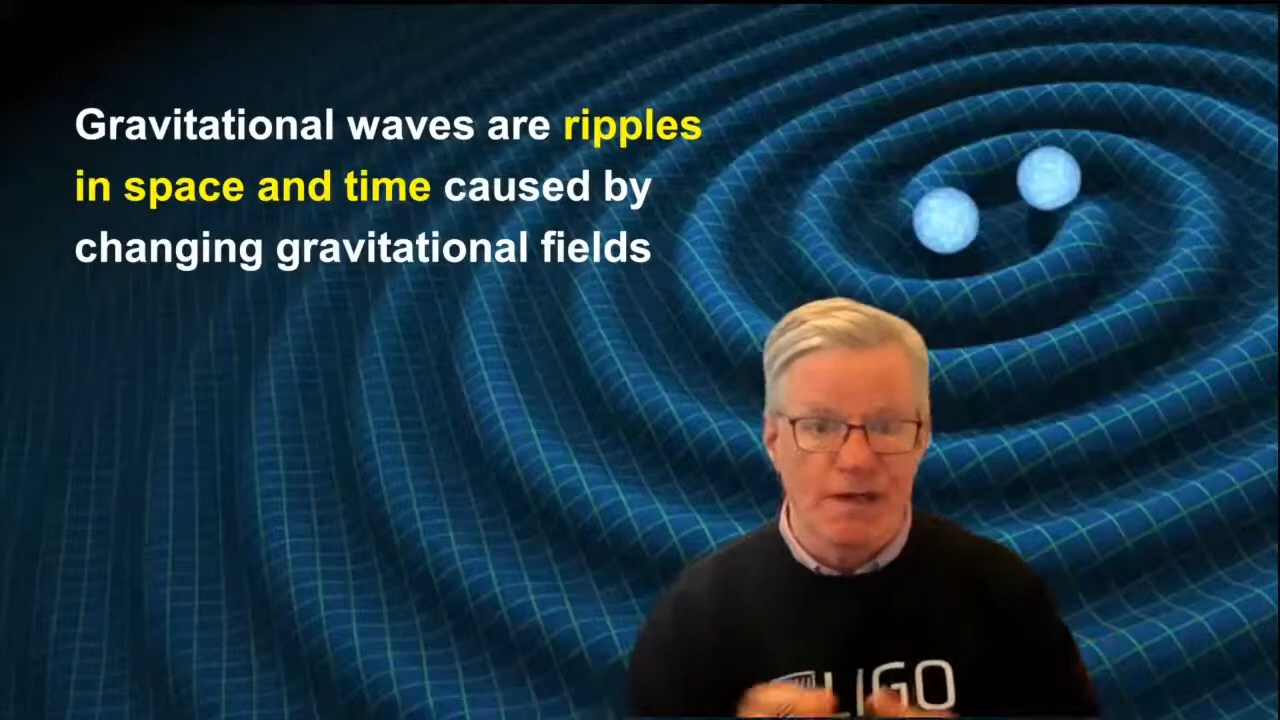 Gravitational waves are ripples
in space and time caused by
changing gravitational fields
LIGO